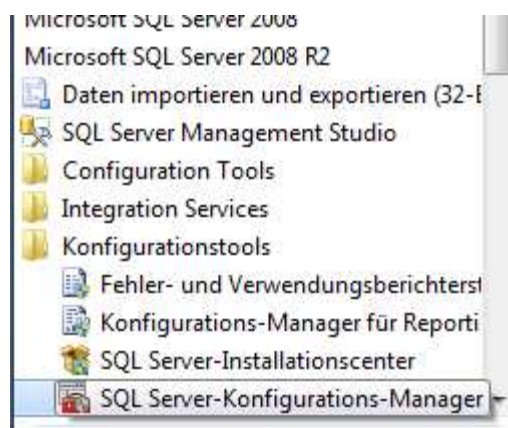 Microsoft SQL Server 2008
Microsoft SQL Server 2008 R2
Daten importieren und exportieren (32-
SQL Server Management Studio
Configuration Tools
Integration Services
Konfigurationstools
Fehler- und Verwendungsberichterst
Konfigurations-Manager für Reporti
SQL Server-Installationscenter
SQL Server-Konfigurations-Manager